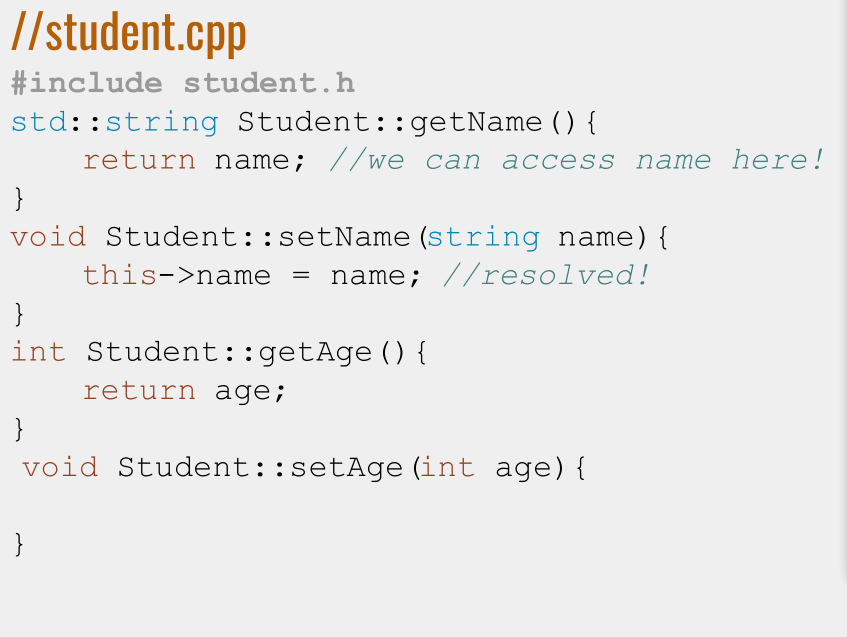 //student.cpp
#include student.h
std::string Student::getName(){
return name; //we can access name here!
}
void Student::setName(string name){
this->name = name; //resolved!
}
int Student::getAge(){
return age;
}
void Student::setAge(int age){
}